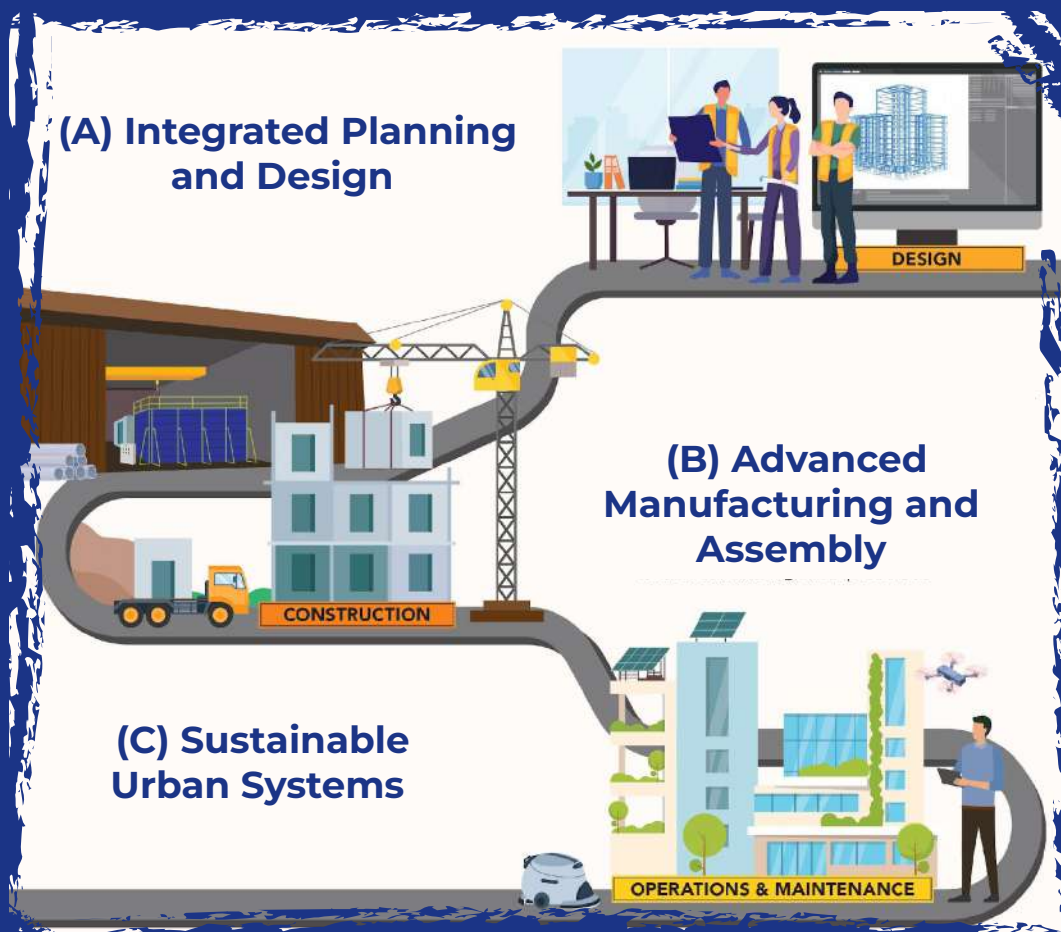 (A) Integrated Planning
and Design
DESIGN
(B) Advanced
Manufacturing and
Assembly
CONSTRUCTION
(C) Sustainable
Urban Systems
OPERATIONS & MAINTENANCE